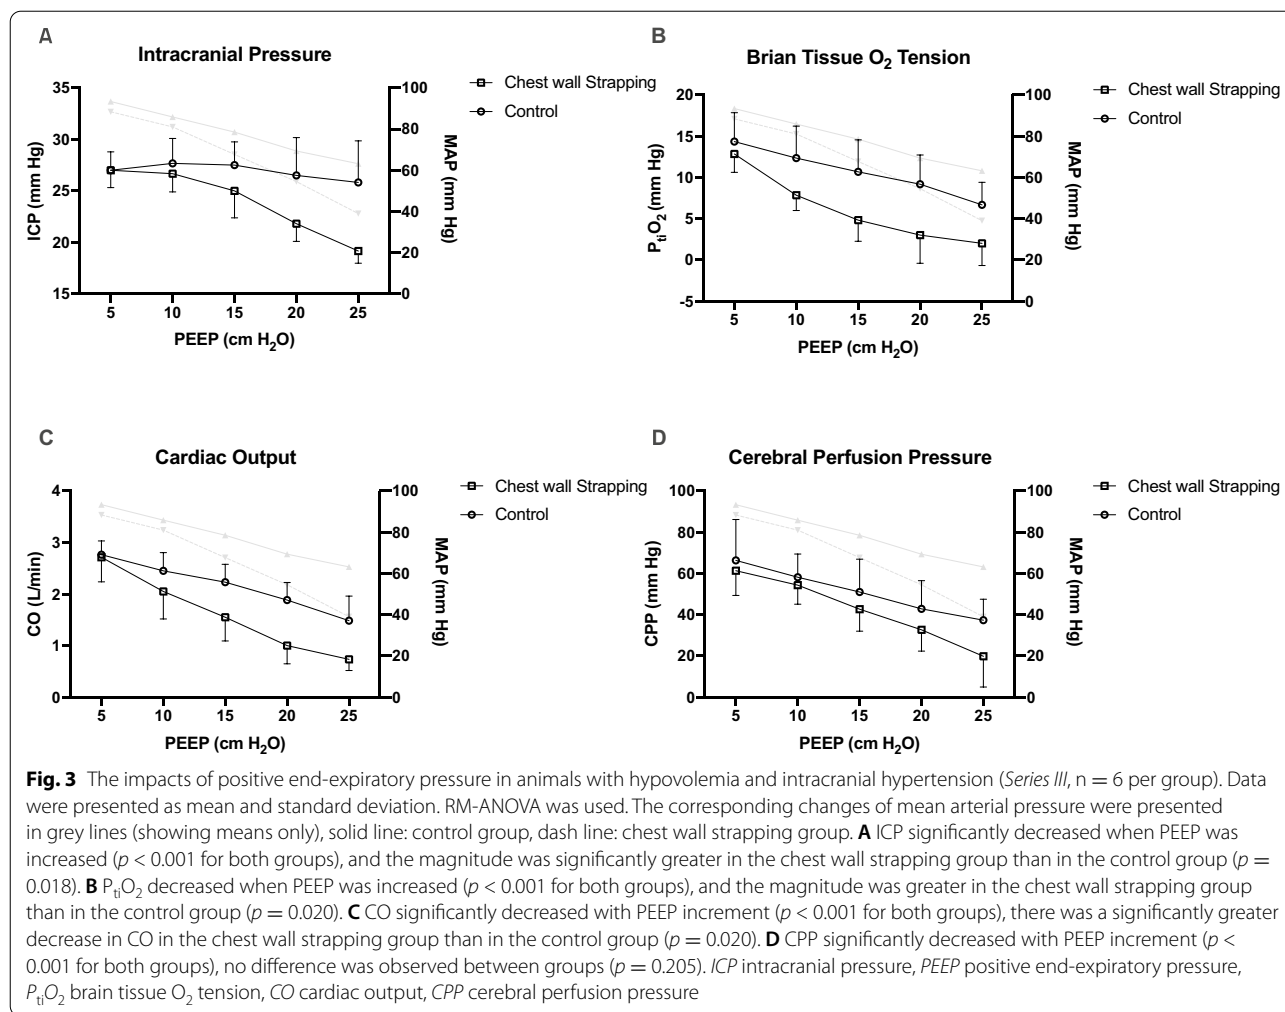 A
Intracranial Pressure
35
30
25
20
15
ICP (mm Hg)
100
80
60
40
20
0
MAP (mm Hg)
5 10 15 20 25
PEEP (cm H₂O)
Chest wall Strapping
Control
B
Brian Tissue O₂ Tension
20
15
10
5
0
-5
PtiO₂ (mm Hg)
100
80
60
40
20
0
MAP (mm Hg)
5 10 15 20 25
PEEP (cm H₂O)
Chest wall Strapping
Control
C
Cardiac Output
4
3
2
1
0
CO (L/min)
100
80
60
40
20
0
MAP (mm Hg)
5 10 15 20 25
PEEP (cm H₂O)
Chest wall Strapping
Control
D
Cerebral Perfusion Pressure
100
80
60
40
20
0
CPP (mm Hg)
100
80
60
40
20
0
MAP (mm Hg)
5 10 15 20 25
PEEP (cm H₂O)
Chest wall Strapping
Control
Fig. 3 The impacts of positive end-expiratory pressure in animals with hypovolemia and intracranial hypertension (Series III, n = 6 per group). Data
were presented as mean and standard deviation. RM-ANOVA was used. The corresponding changes of mean arterial pressure were presented
in grey lines (showing means only), solid line: control group, dash line: chest wall strapping group. A ICP significantly decreased when PEEP was
increased (p < 0.001 for both groups), and the magnitude was significantly greater in the chest wall strapping group than in the control group (p =
0.018). B PtiO₂ decreased when PEEP was increased (p < 0.001 for both groups), and the magnitude was greater in the chest wall strapping group
than in the control group (p = 0.020). C CO significantly decreased with PEEP increment (p < 0.001 for both groups), there was a significantly greater
decrease in CO in the chest wall strapping group than in the control group (p = 0.020). D CPP significantly decreased with PEEP increment (p <
0.001 for both groups), no difference was observed between groups (p = 0.205). ICP intracranial pressure, PEEP positive end-expiratory pressure,
PtiO₂ brain tissue O₂ tension, CO cardiac output, CPP cerebral perfusion pressure